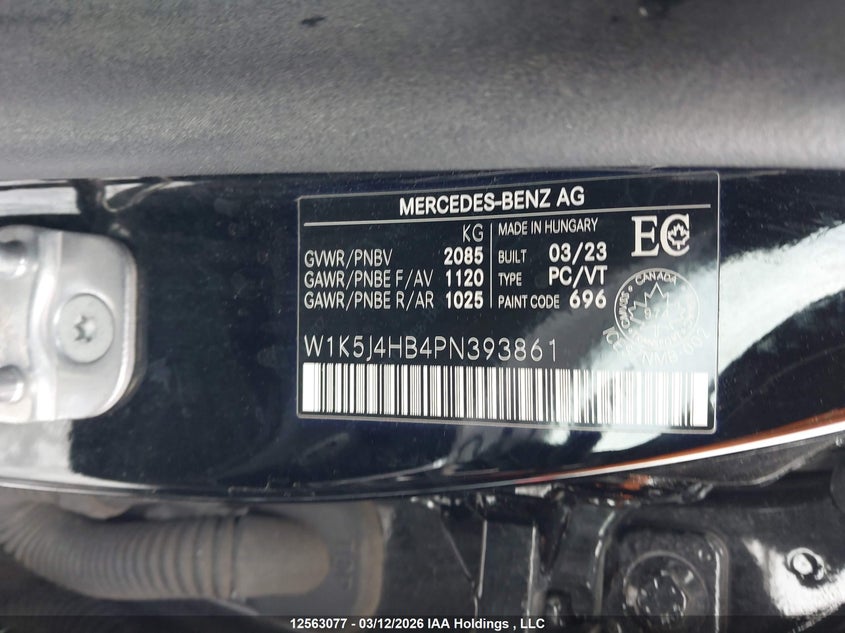 MERCEDES-BENZ AG
KG
MADE IN HUNGARY
EC
GVWR/PNBV 2085
BUILT 03/23
GAWR/PNBE F/AV 1120
TYPE PC/VT
GAWR/PNBE R/AR 1025
PAINT CODE 696
CANADA
W1K5J4HB4PN393861
12563077 - 03/12/2026 IAA Holdings , LLC